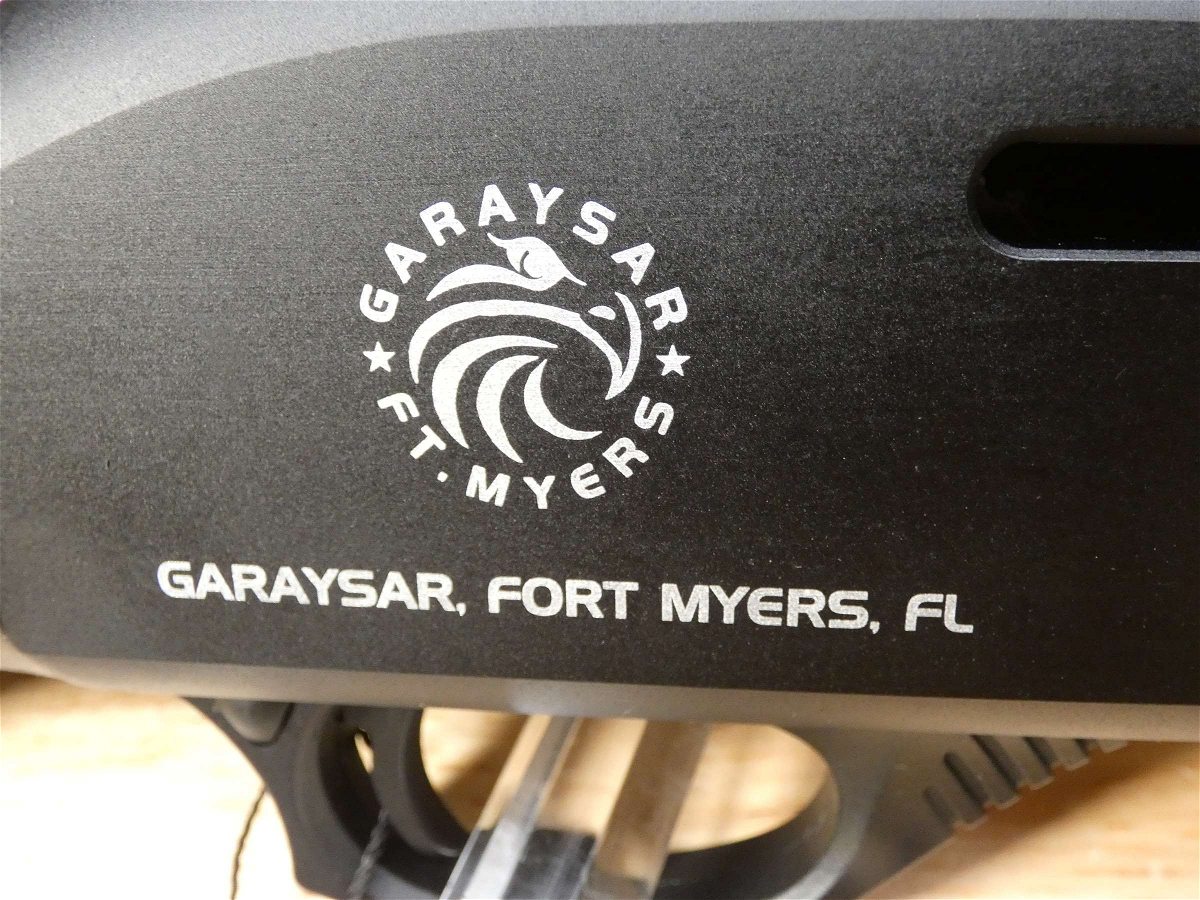 GARAYSAR
★ FT. MYERS ★
GARAYSAR, FORT MYERS, FL